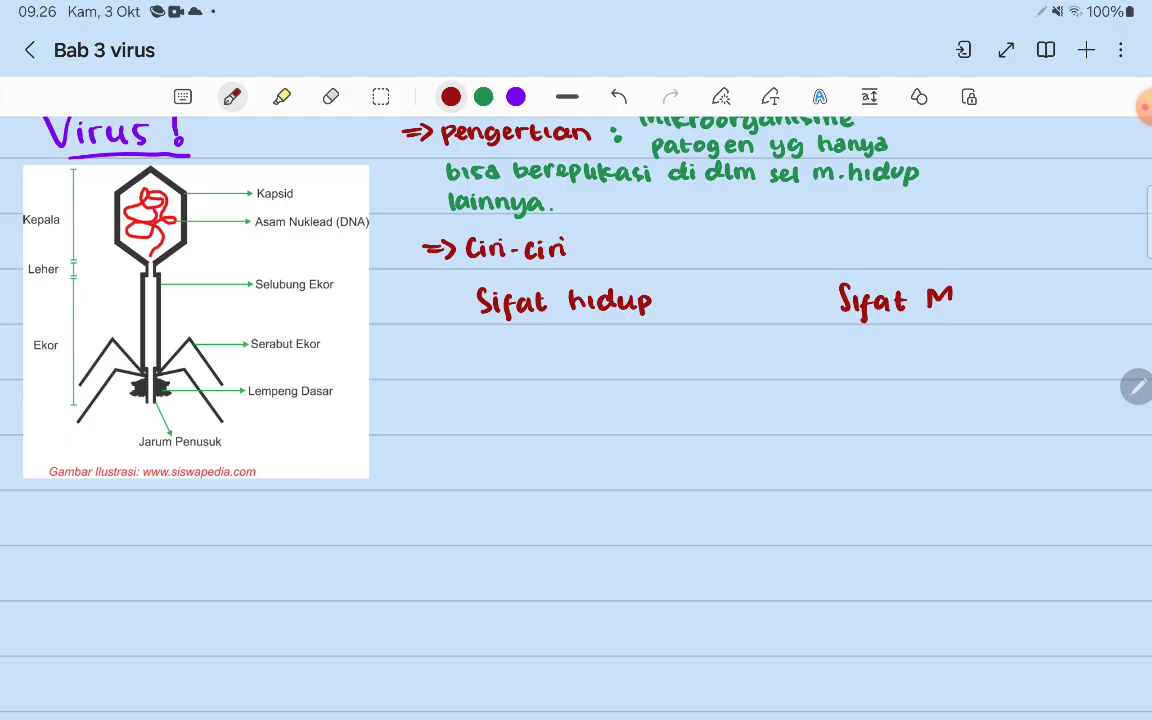 09.26 Kam, 3 Okt
100%
Bab 3 virus
Virus !
=> pengertian : mikroorganisme
patogen yg hanya
bisa bereplikasi di dlm sel m.hidup
lainnya.
=> Ciri-ciri
Sifat hidup
Sifat M
Kepala
Leher
Ekor
Kapsid
Asam Nuklead (DNA)
Selubung Ekor
Serabut Ekor
Lempeng Dasar
Jarum Penusuk
Gambar Ilustrasi: www.siswapedia.com